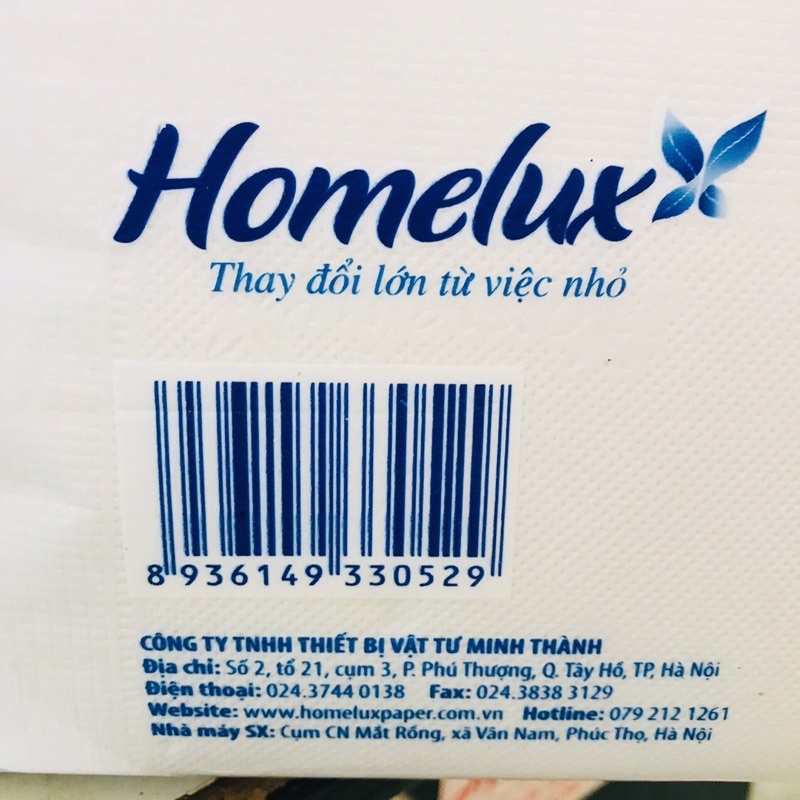 Homelux
Thay đổi lớn từ việc nhỏ
8 936149 330529
CÔNG TY TNHH THIẾT BỊ VẬT TƯ MINH THÀNH
Địa chỉ: Số 2, tổ 21, cụm 3, P. Phú Thượng, Q. Tây Hồ, TP, Hà Nội
Điện thoại: 024.3744 0138 Fax: 024.3838 3129
Website: www.homeluxpaper.com.vn Hotline: 079 212 1261
Nhà máy SX: Cụm CN Mắt Rồng, xã Vân Nam, Phúc Thọ, Hà Nội